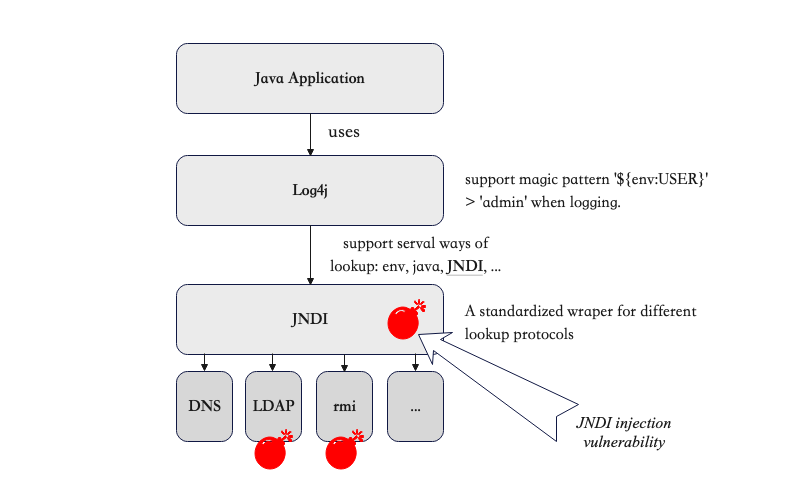 Java Application
uses
Log4j
support magic pattern '${env:USER}'
> 'admin' when logging.
support serval ways of
lookup: env, java, JNDI, ...
JNDI
A standardized wraper for different
lookup protocols
DNS
LDAP
rmi
...
JNDI injection
vulnerability